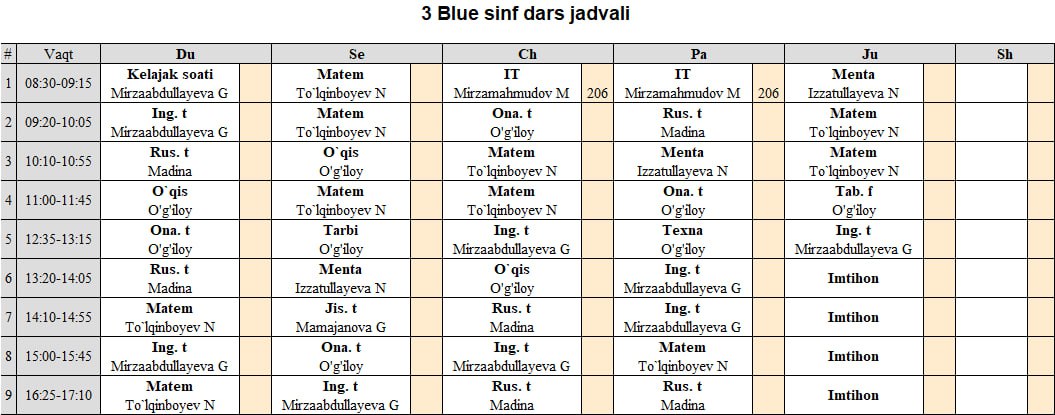 3 Blue sinf dars jadvali
# Vaqt Du Se Ch Pa Ju Sh
1 08:30-09:15 Kelajak soati Matem IT IT Menta
Mirzaabdullayeva G To`lqinboyev N Mirzamahmudov M 206 Mirzamahmudov M 206 Izzatullayeva N
2 09:20-10:05 Ing. t Matem Ona. t Rus. t Matem
Mirzaabdullayeva G To`lqinboyev N O'g'iloy Madina To`lqinboyev N
3 10:10-10:55 Rus. t O`qis Matem Menta Matem
Madina O'g'iloy To`lqinboyev N Izzatullayeva N To`lqinboyev N
4 11:00-11:45 O`qis Matem Matem Ona. t Tab. f
O'g'iloy To`lqinboyev N To`lqinboyev N O'g'iloy O'g'iloy
5 12:35-13:15 Ona. t Tarbi Ing. t Texna Ing. t
O'g'iloy O'g'iloy Mirzaabdullayeva G O'g'iloy Mirzaabdullayeva G
6 13:20-14:05 Rus. t Menta O`qis Ing. t Imtihon
Madina Izzatullayeva N O'g'iloy Mirzaabdullayeva G
7 14:10-14:55 Matem Jis. t Rus. t Ing. t Imtihon
To`lqinboyev N Mamajanova G Madina Mirzaabdullayeva G
8 15:00-15:45 Ing. t Ona. t Ing. t Matem Imtihon
Mirzaabdullayeva G O'g'iloy Mirzaabdullayeva G To`lqinboyev N
9 16:25-17:10 Matem Ing. t Rus. t Rus. t Imtihon
To`lqinboyev N Mirzaabdullayeva G Madina Madina